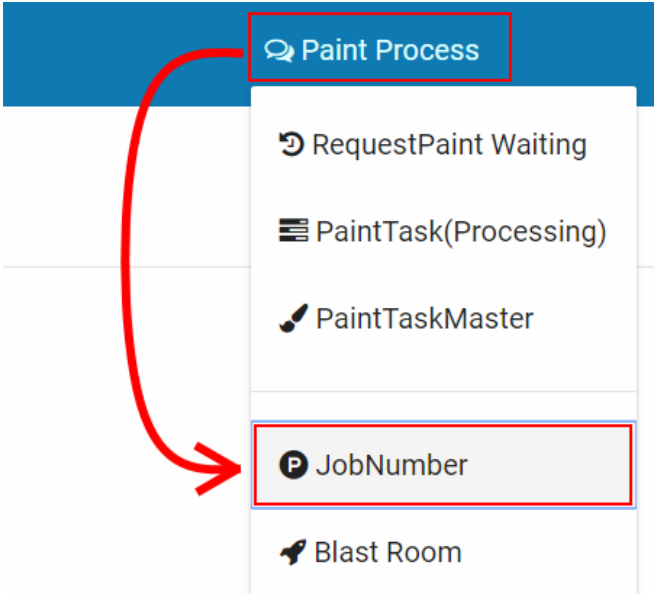 Paint Process
RequestPaint Waiting
PaintTask(Processing)
PaintTaskMaster
JobNumber
Blast Room